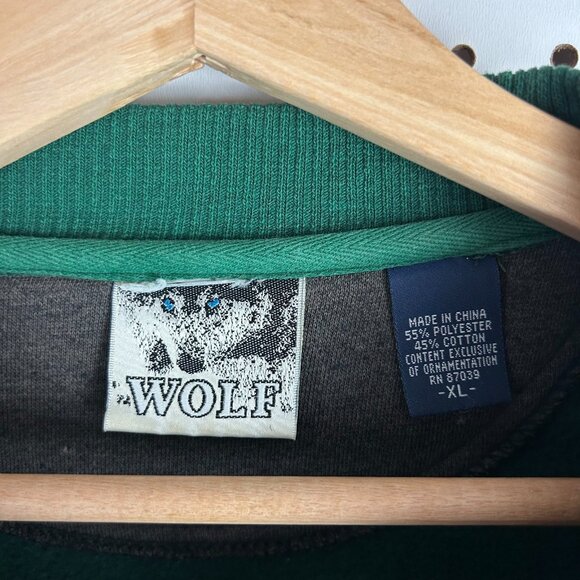 WOLF
MADE IN CHINA
55% POLYESTER
45% COTTON
CONTENT EXCLUSIVE
OF ORNAMENTATION
RN 87039
-XL-